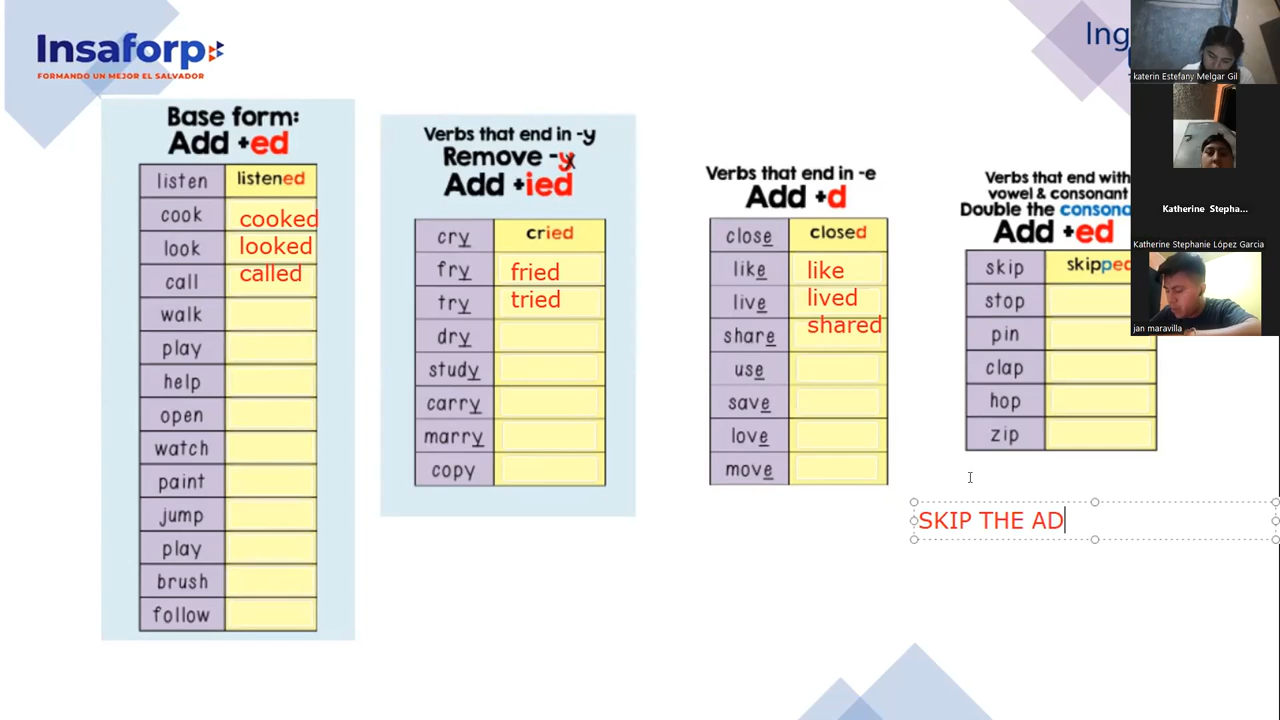 Insaforp
FORMANDO UN MEJOR EL SALVADOR
Ing
Base form:
Add +ed
listen listened
cook cooked
look looked
call called
walk
play
help
open
watch
paint
jump
play
brush
follow
Verbs that end in -y
Remove -y
Add +ied
cry cried
fry fried
try tried
dry
study
carry
marry
copy
Verbs that end in -e
Add +d
close closed
like like
live lived
share shared
use
save
love
move
Verbs that end with
vowel & consonant
Double the consona
Add +ed
skip skipped
stop
pin
clap
hop
zip
SKIP THE AD
katerin Estefany Melgar Gil
Katherine Stepha...
Katherine Stephanie López Garcia
jan maravilla